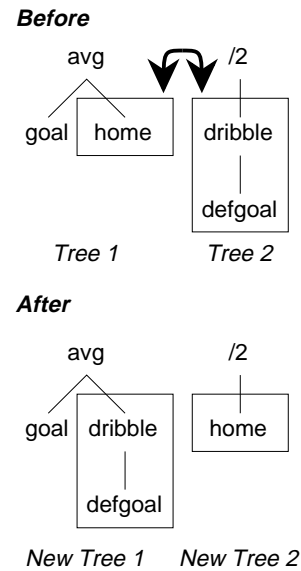 Before
avg /2
goal home dribble
defgoal
Tree 1 Tree 2
After
avg /2
goal dribble home
defgoal
New Tree 1 New Tree 2